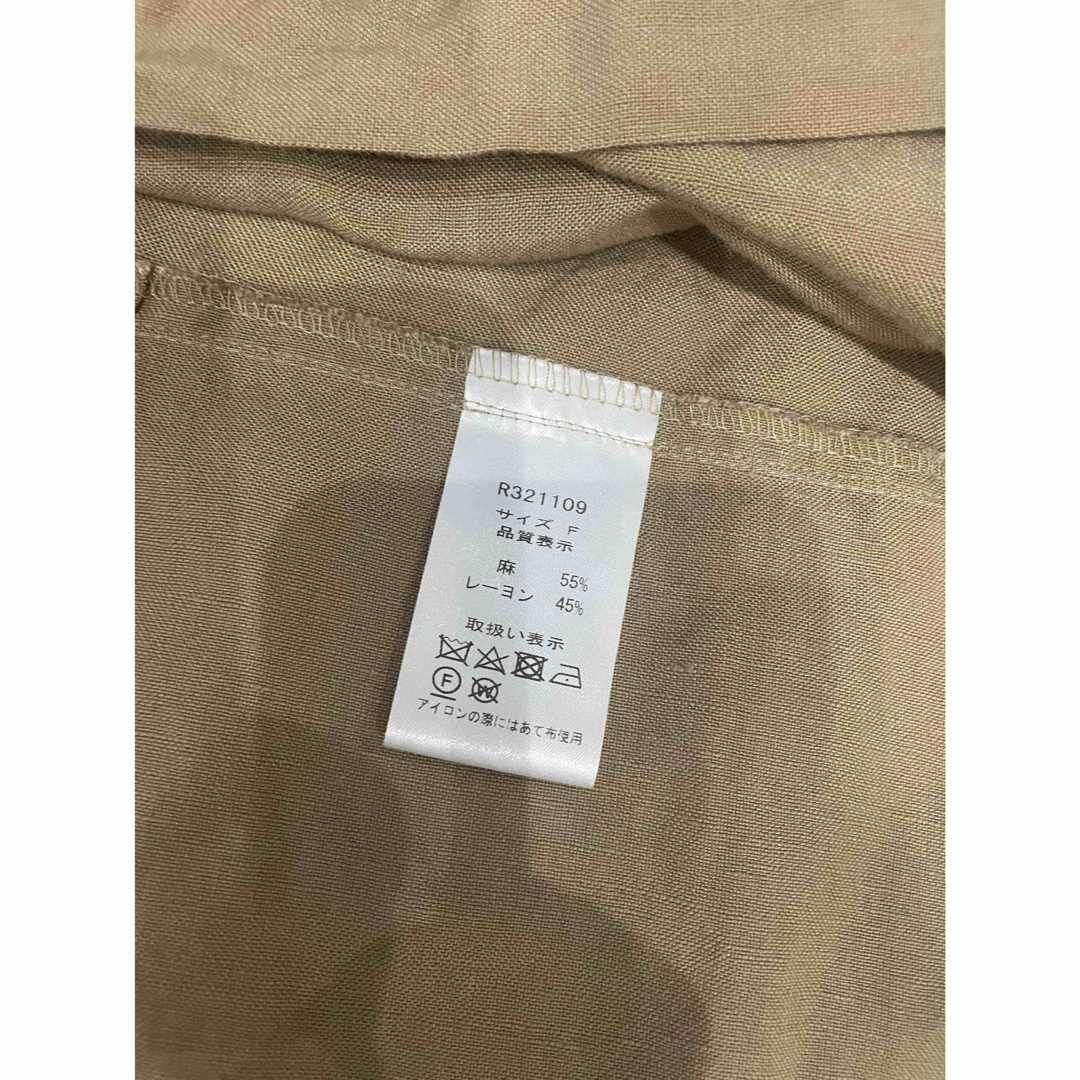 R321109
サイズ F
品質表示
麻 55%
レーヨン 45%
取扱い表示
F W
アイロンの際にはあて布使用